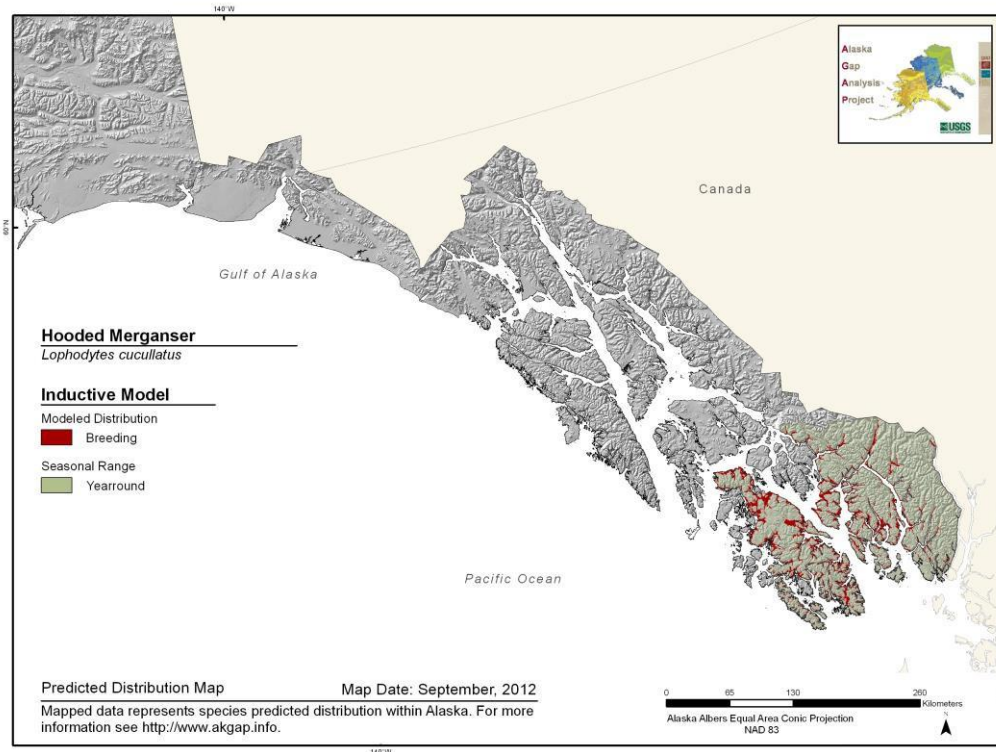 140°W
Alaska
Gap
Analysis
Project
USGS
Canada
60°N
Gulf of Alaska
Hooded Merganser
Lophodytes cucullatus
Inductive Model
Modeled Distribution
Breeding
Seasonal Range
Yearround
Pacific Ocean
Predicted Distribution Map Map Date: September, 2012
Mapped data represents species predicted distribution within Alaska. For more
information see http://www.akgap.info.
0 65 130 260
Kilometers
Alaska Albers Equal Area Conic Projection
NAD 83
N
140°W